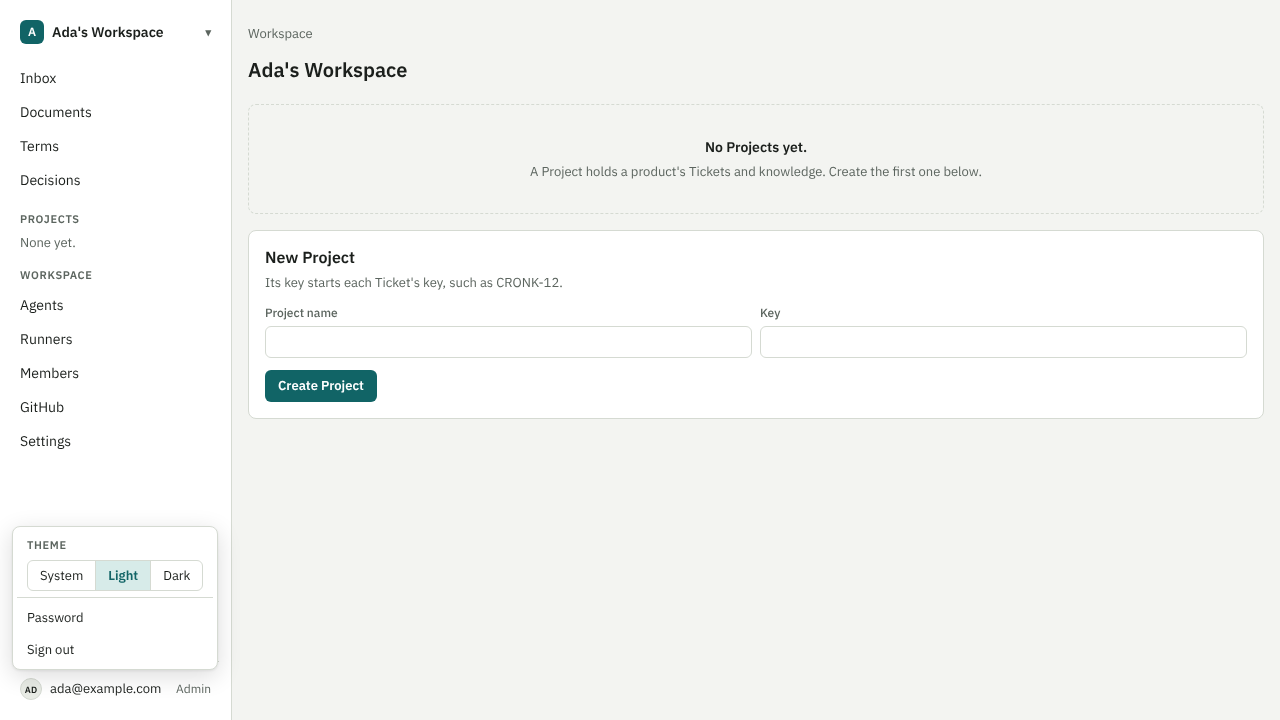 A Ada's Workspace ▾
Inbox
Documents
Terms
Decisions
PROJECTS
None yet.
WORKSPACE
Agents
Runners
Members
GitHub
Settings
THEME
System Light Dark
Password
Sign out
AD ada@example.com Admin
Workspace
Ada's Workspace
No Projects yet.
A Project holds a product's Tickets and knowledge. Create the first one below.
New Project
Its key starts each Ticket's key, such as CRONK-12.
Project name Key
Create Project